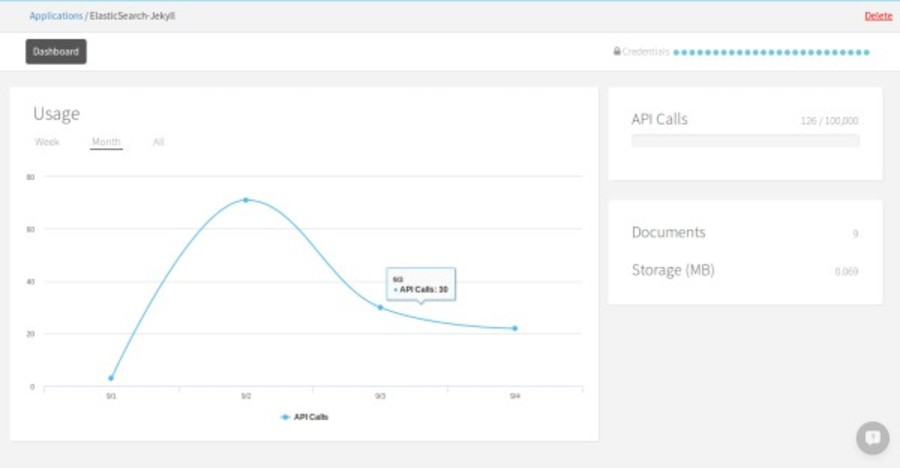 Applications / ElasticSearch-Jekyll
Delete
Dashboard
Credentials
Usage
Week Month All
80
60
40
20
0
9/3
API Calls: 30
9/1 9/2 9/3 9/4
API Calls
API Calls 126 / 100,000
Documents 9
Storage (MB) 0.069